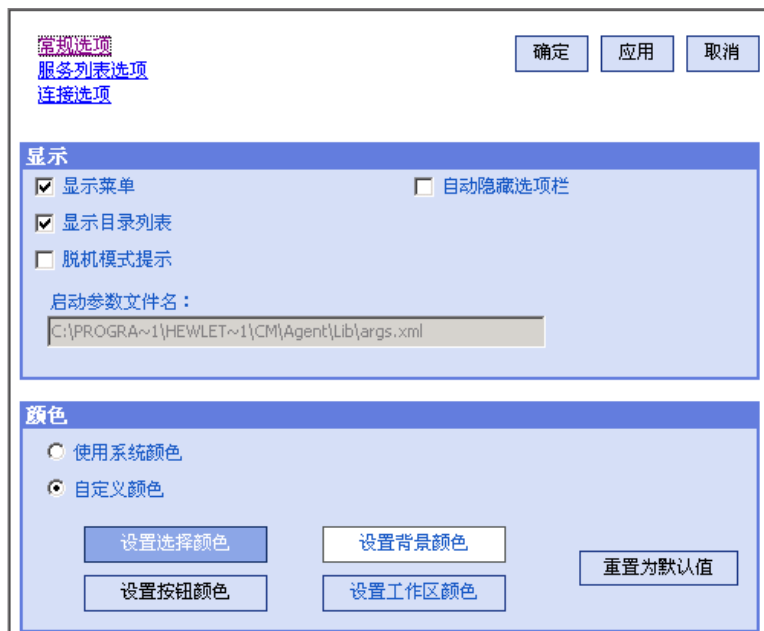 常规选项
服务列表选项
连接选项
确定 应用 取消
显示
显示菜单 自动隐藏选项栏
显示目录列表
脱机模式提示
启动参数文件名：
C:\PROGRA~1\HEWLET~1\CM\Agent\Lib\args.xml
颜色
使用系统颜色
自定义颜色
设置选择颜色 设置背景颜色
重置为默认值
设置按钮颜色 设置工作区颜色